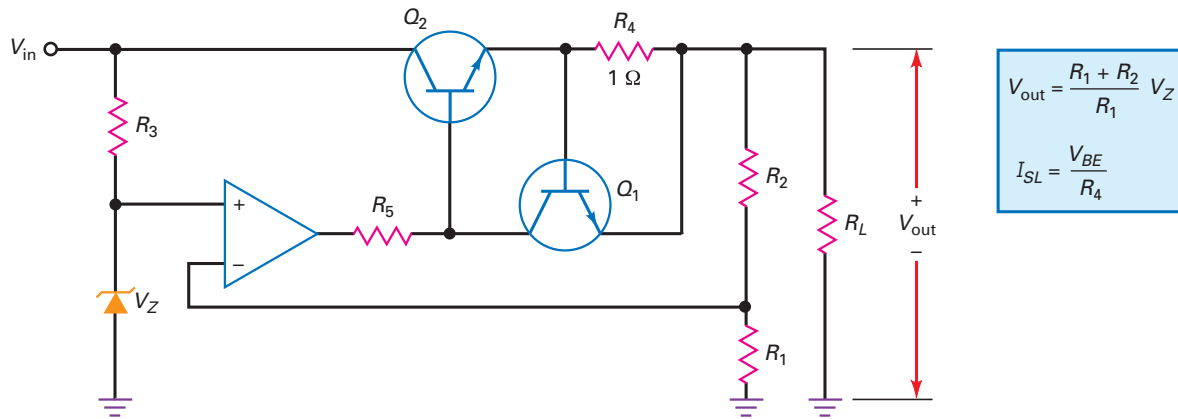 Q2
R4
Vin
1 Ω
R3
Q1
R2
R5
+
−
RL
+
Vout
−
VZ
R1
Vout = (R1 + R2)/R1 VZ
ISL = VBE/R4